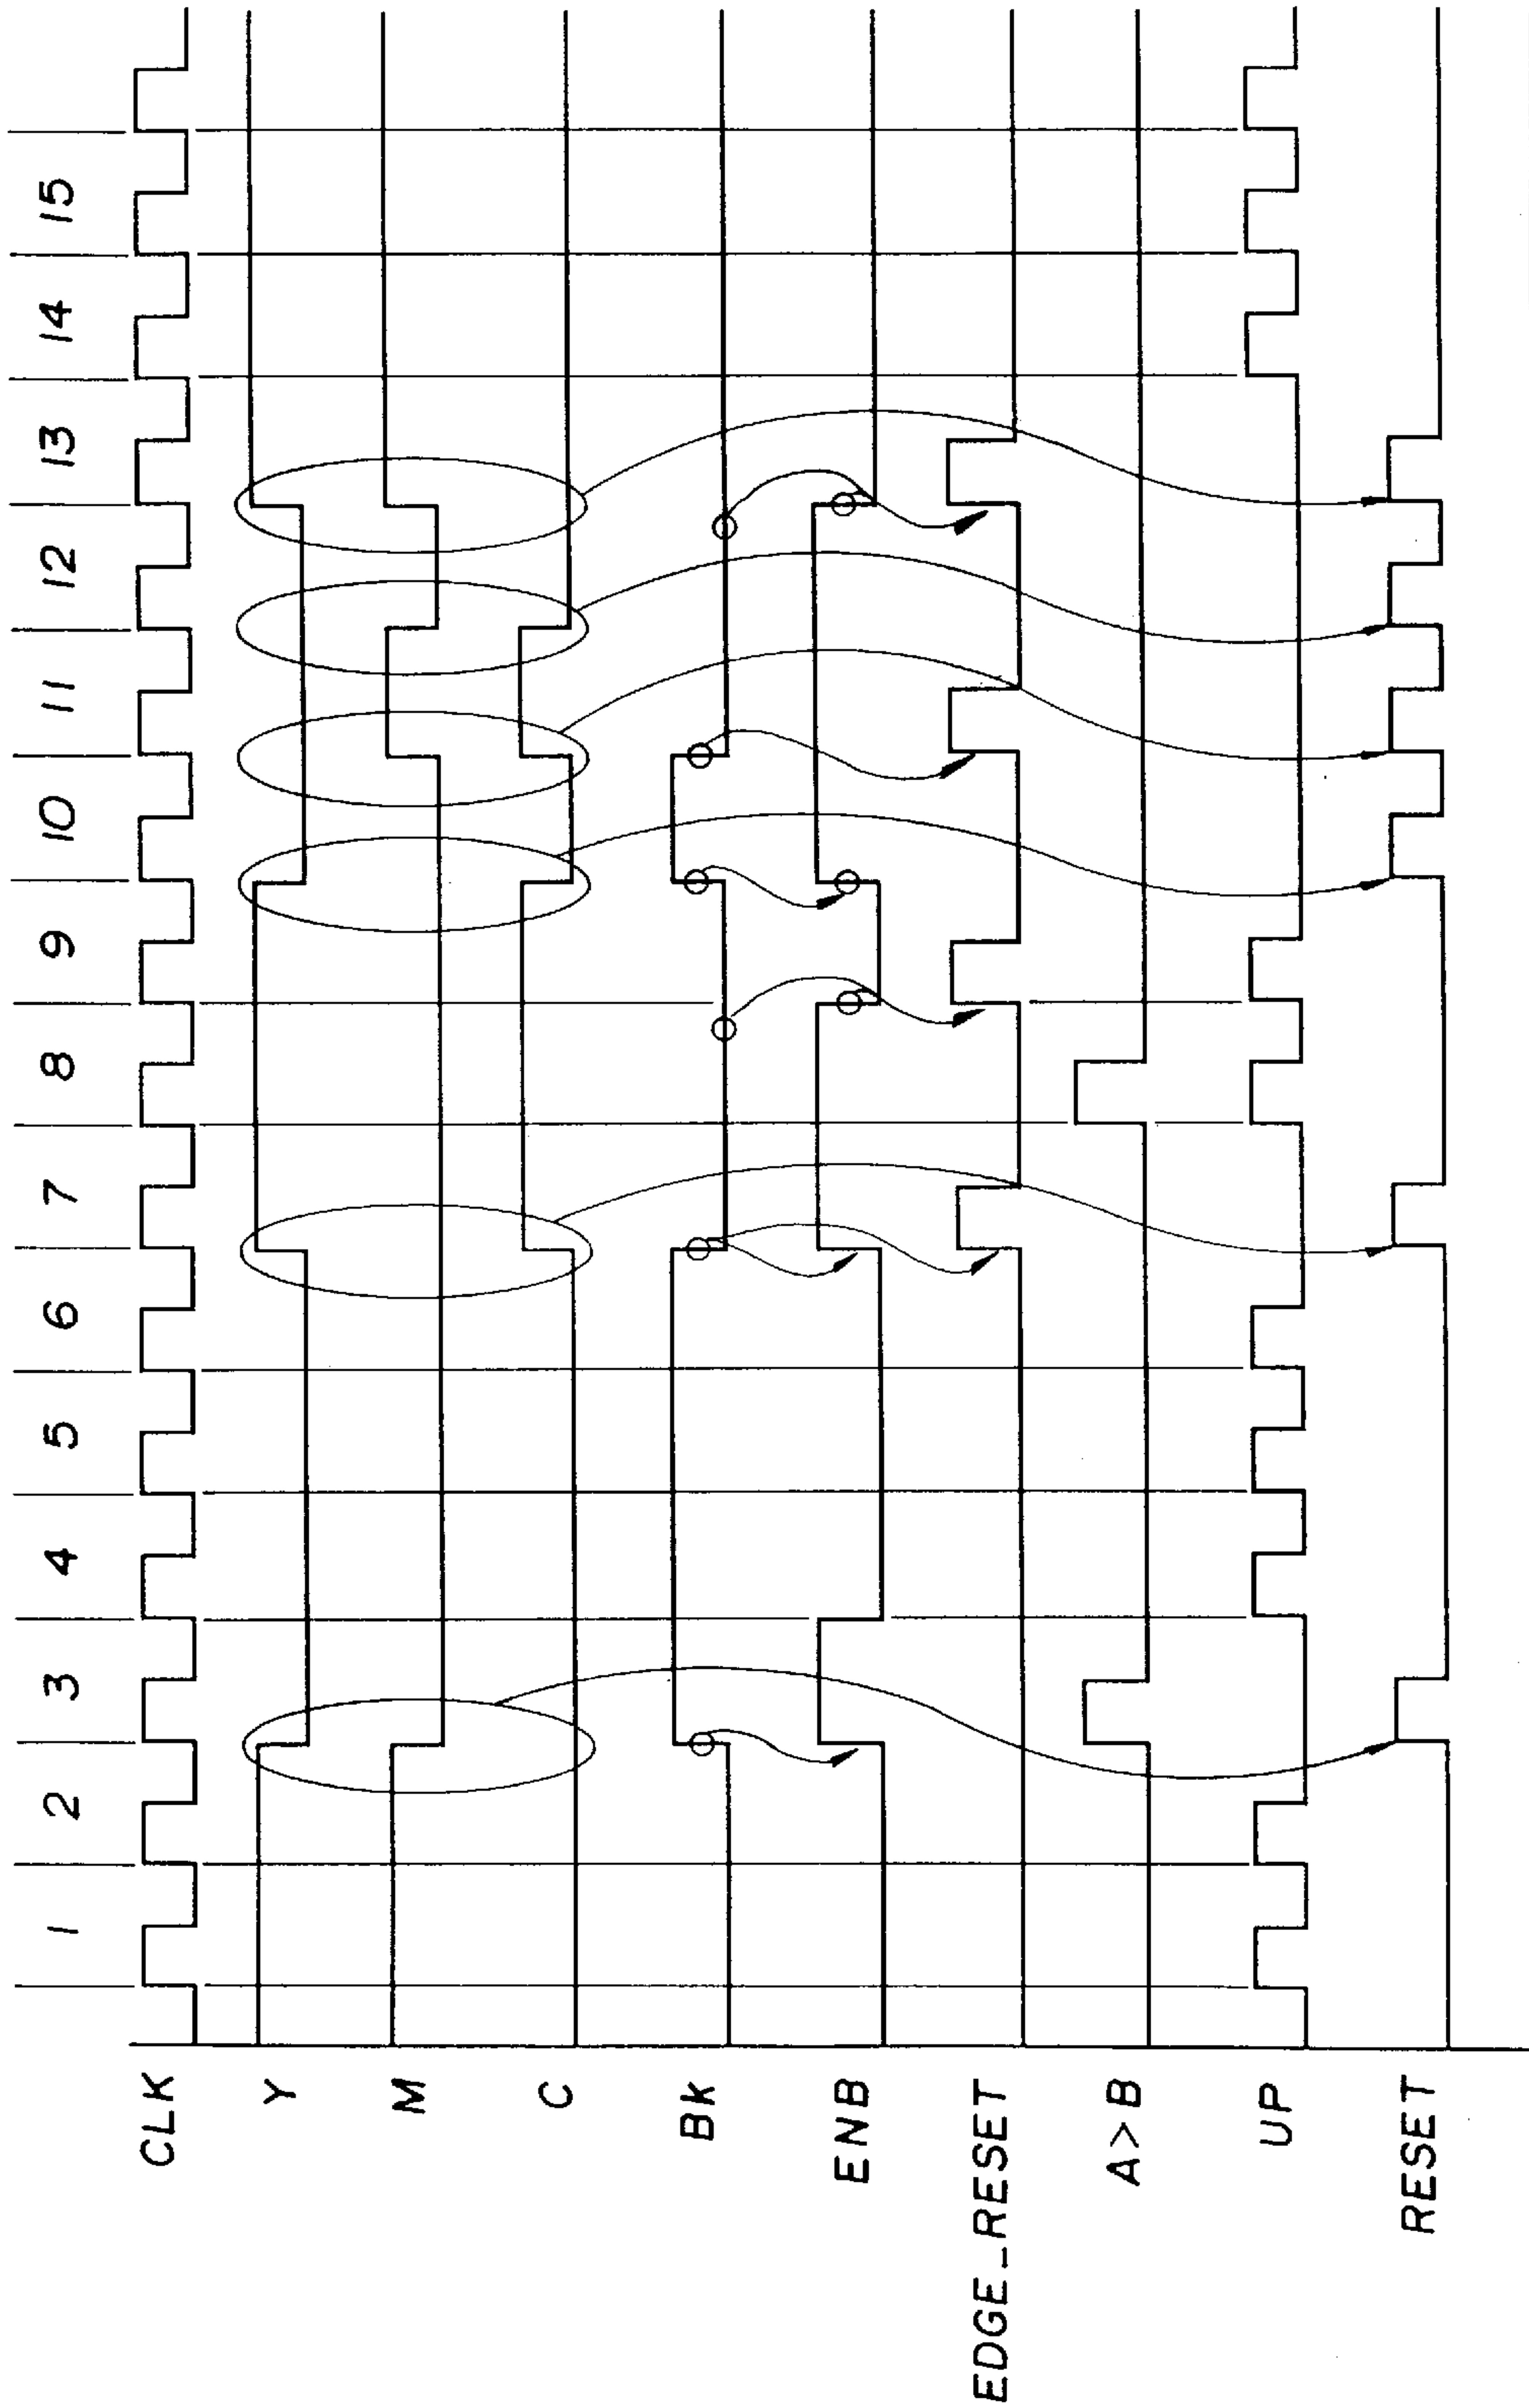 1 2 3 4 5 6 7 8 9 10 11 12 13 14 15
CLK
Y
M
C
BK
ENB
EDGE_RESET
A>B
UP
RESET